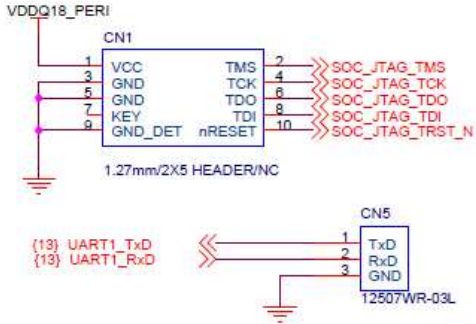 VDDQ18_PERI
CN1
1 VCC TMS 2 SOC_JTAG_TMS
3 GND TCK 4 SOC_JTAG_TCK
5 GND TDO 6 SOC_JTAG_TDO
7 KEY TDI 8 SOC_JTAG_TDI
9 GND_DET nRESET 10 SOC_JTAG_TRST_N
1.27mm/2X5 HEADER/NC
CN5
{13} UART1_TxD 1 TxD
{13} UART1_RxD 2 RxD
3 GND
12507WR-03L